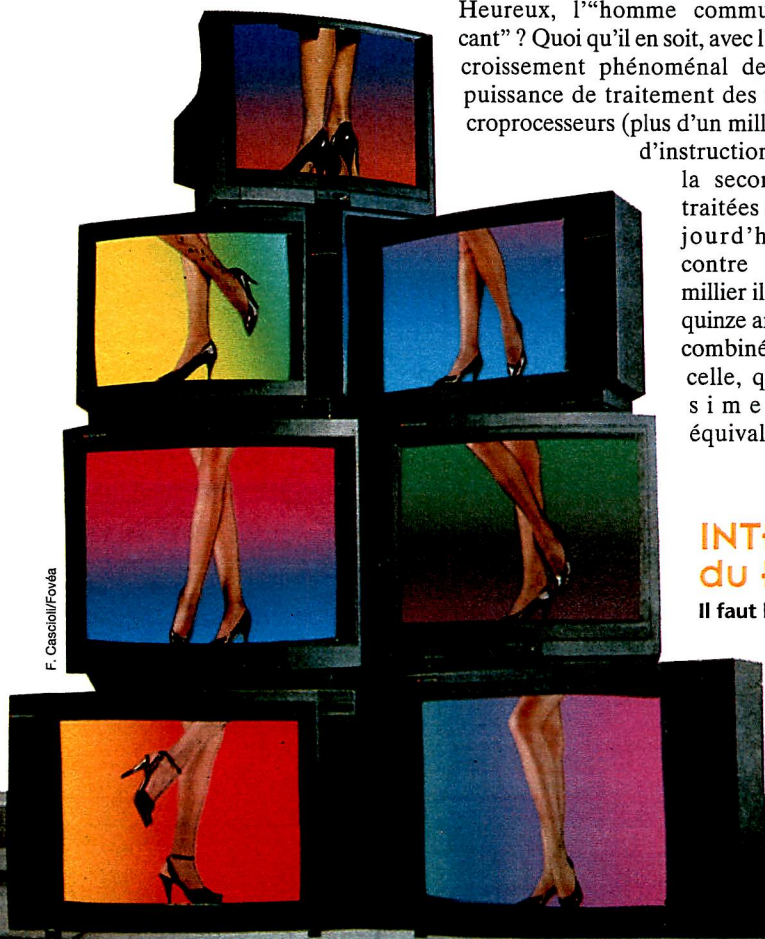 Heureux, l'“homme commu
cant” ? Quoi qu'il en soit, avec l
croissement phénoménal de
puissance de traitement des
croprocesseurs (plus d'un mill
d'instruction
la secon
traitées
jourd'h
contre
millier il
quinze a
combiné
celle, q
sime
équival
INT
du
Il faut
F. Cascioli/Fovéa